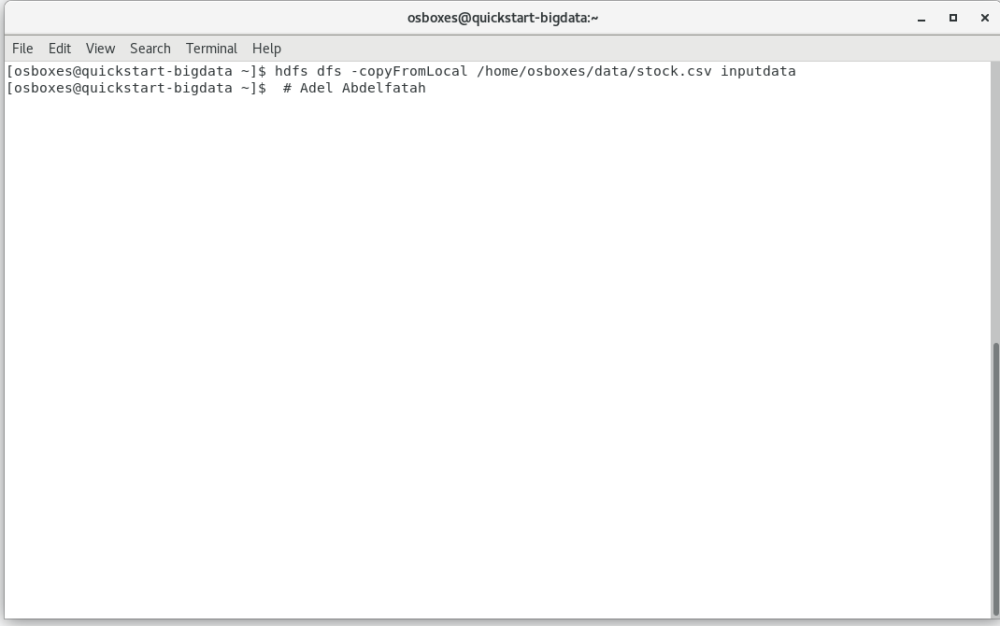 osboxes@quickstart-bigdata:~
File Edit View Search Terminal Help
[osboxes@quickstart-bigdata ~]$ hdfs dfs -copyFromLocal /home/osboxes/data/stock.csv inputdata
[osboxes@quickstart-bigdata ~]$  # Adel Abdelfatah